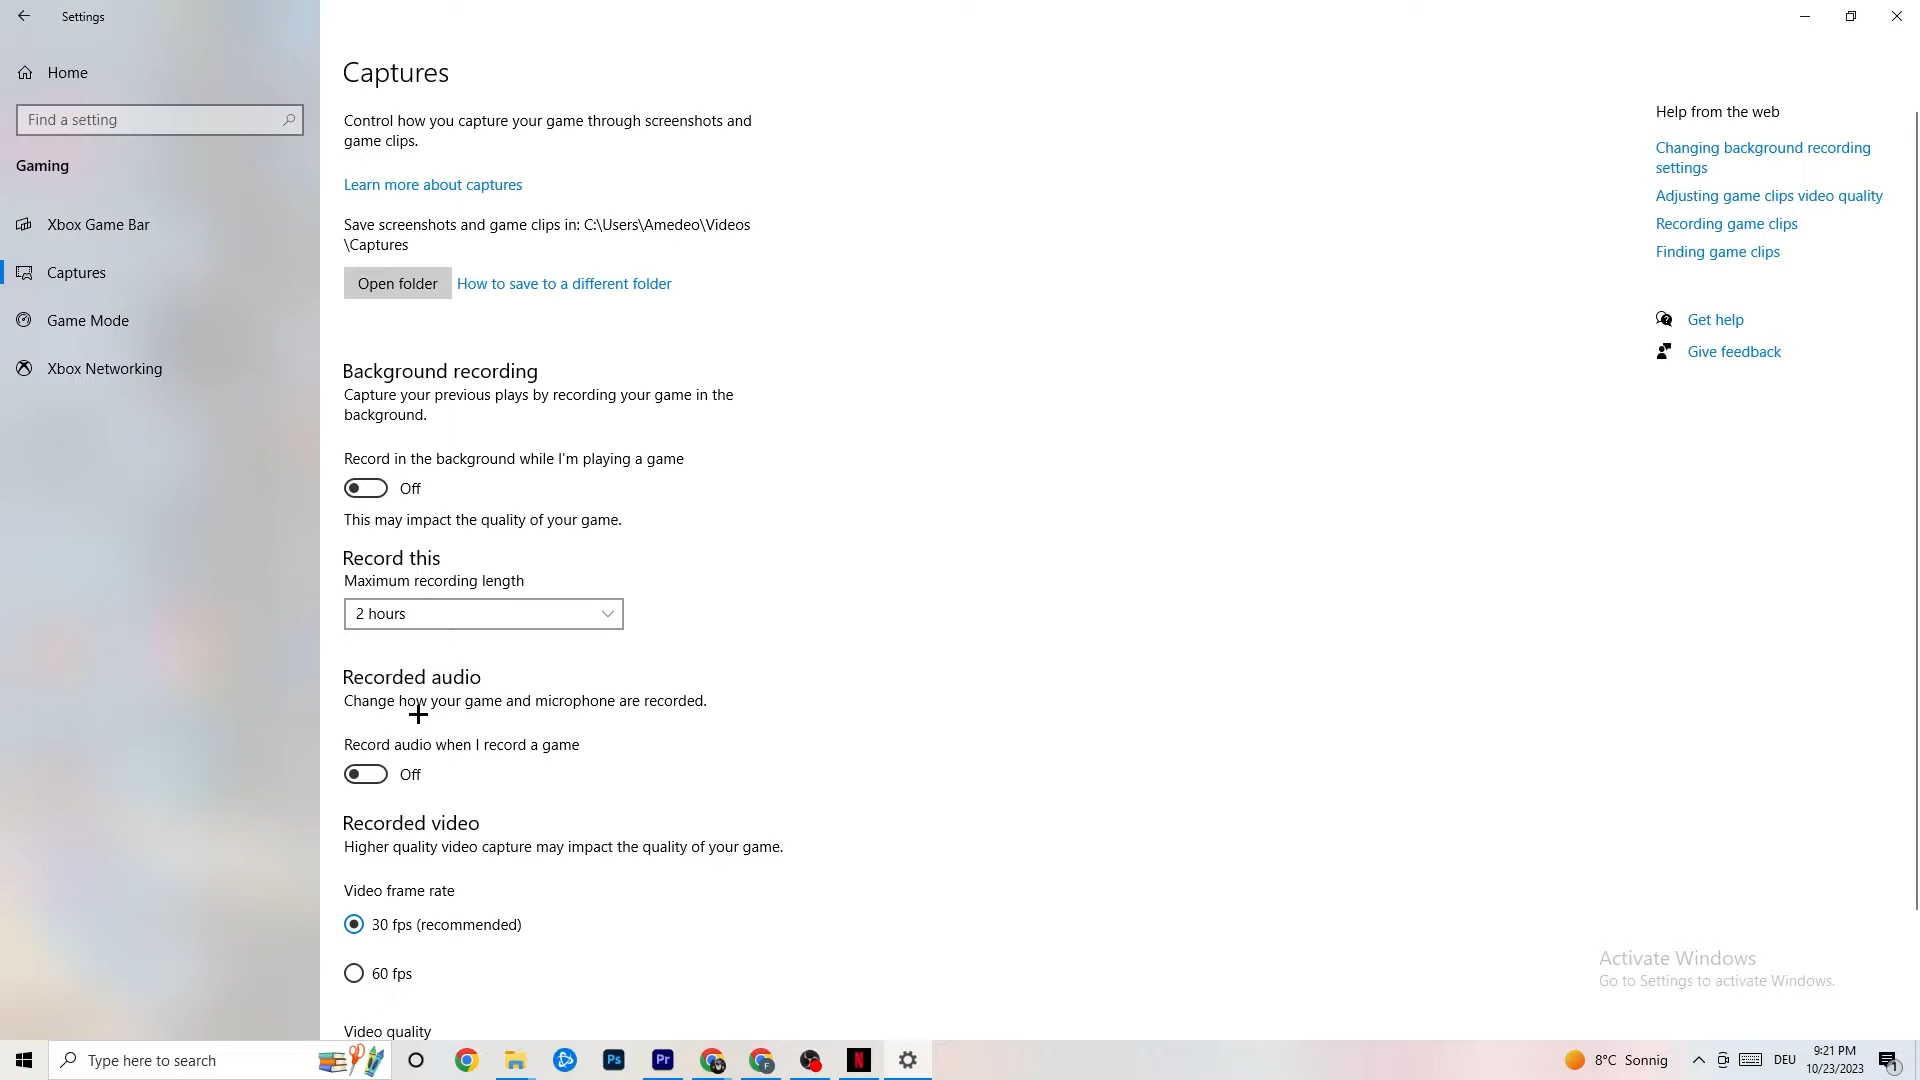 Settings
Home
Find a setting
Gaming
Xbox Game Bar
Captures
Game Mode
Xbox Networking
Captures
Control how you capture your game through screenshots and
game clips.
Learn more about captures
Save screenshots and game clips in: C:\Users\Amedeo\Videos
\Captures
Open folder
How to save to a different folder
Background recording
Capture your previous plays by recording your game in the
background.
Record in the background while I'm playing a game
Off
This may impact the quality of your game.
Record this
Maximum recording length
2 hours
Recorded audio
Change how your game and microphone are recorded.
Record audio when I record a game
Off
Recorded video
Higher quality video capture may impact the quality of your game.
Video frame rate
30 fps (recommended)
60 fps
Video quality
Help from the web
Changing background recording
settings
Adjusting game clips video quality
Recording game clips
Finding game clips
Get help
Give feedback
Activate Windows
Go to Settings to activate Windows.
Type here to search
Ps
Pr
F
N
8°C Sonnig
DEU
9:21 PM
10/23/2023
1